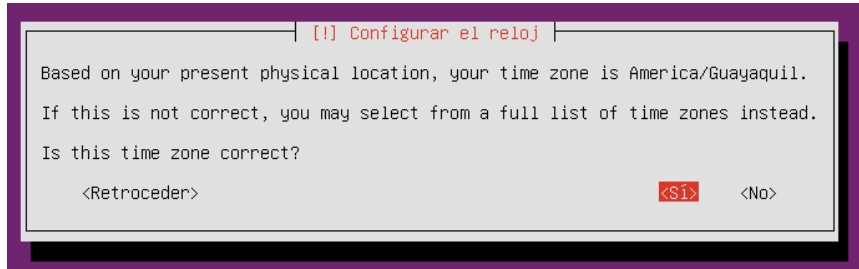 [!] Configurar el reloj
Based on your present physical location, your time zone is America/Guayaquil.
If this is not correct, you may select from a full list of time zones instead.
Is this time zone correct?
<Retroceder> <Sí> <No>